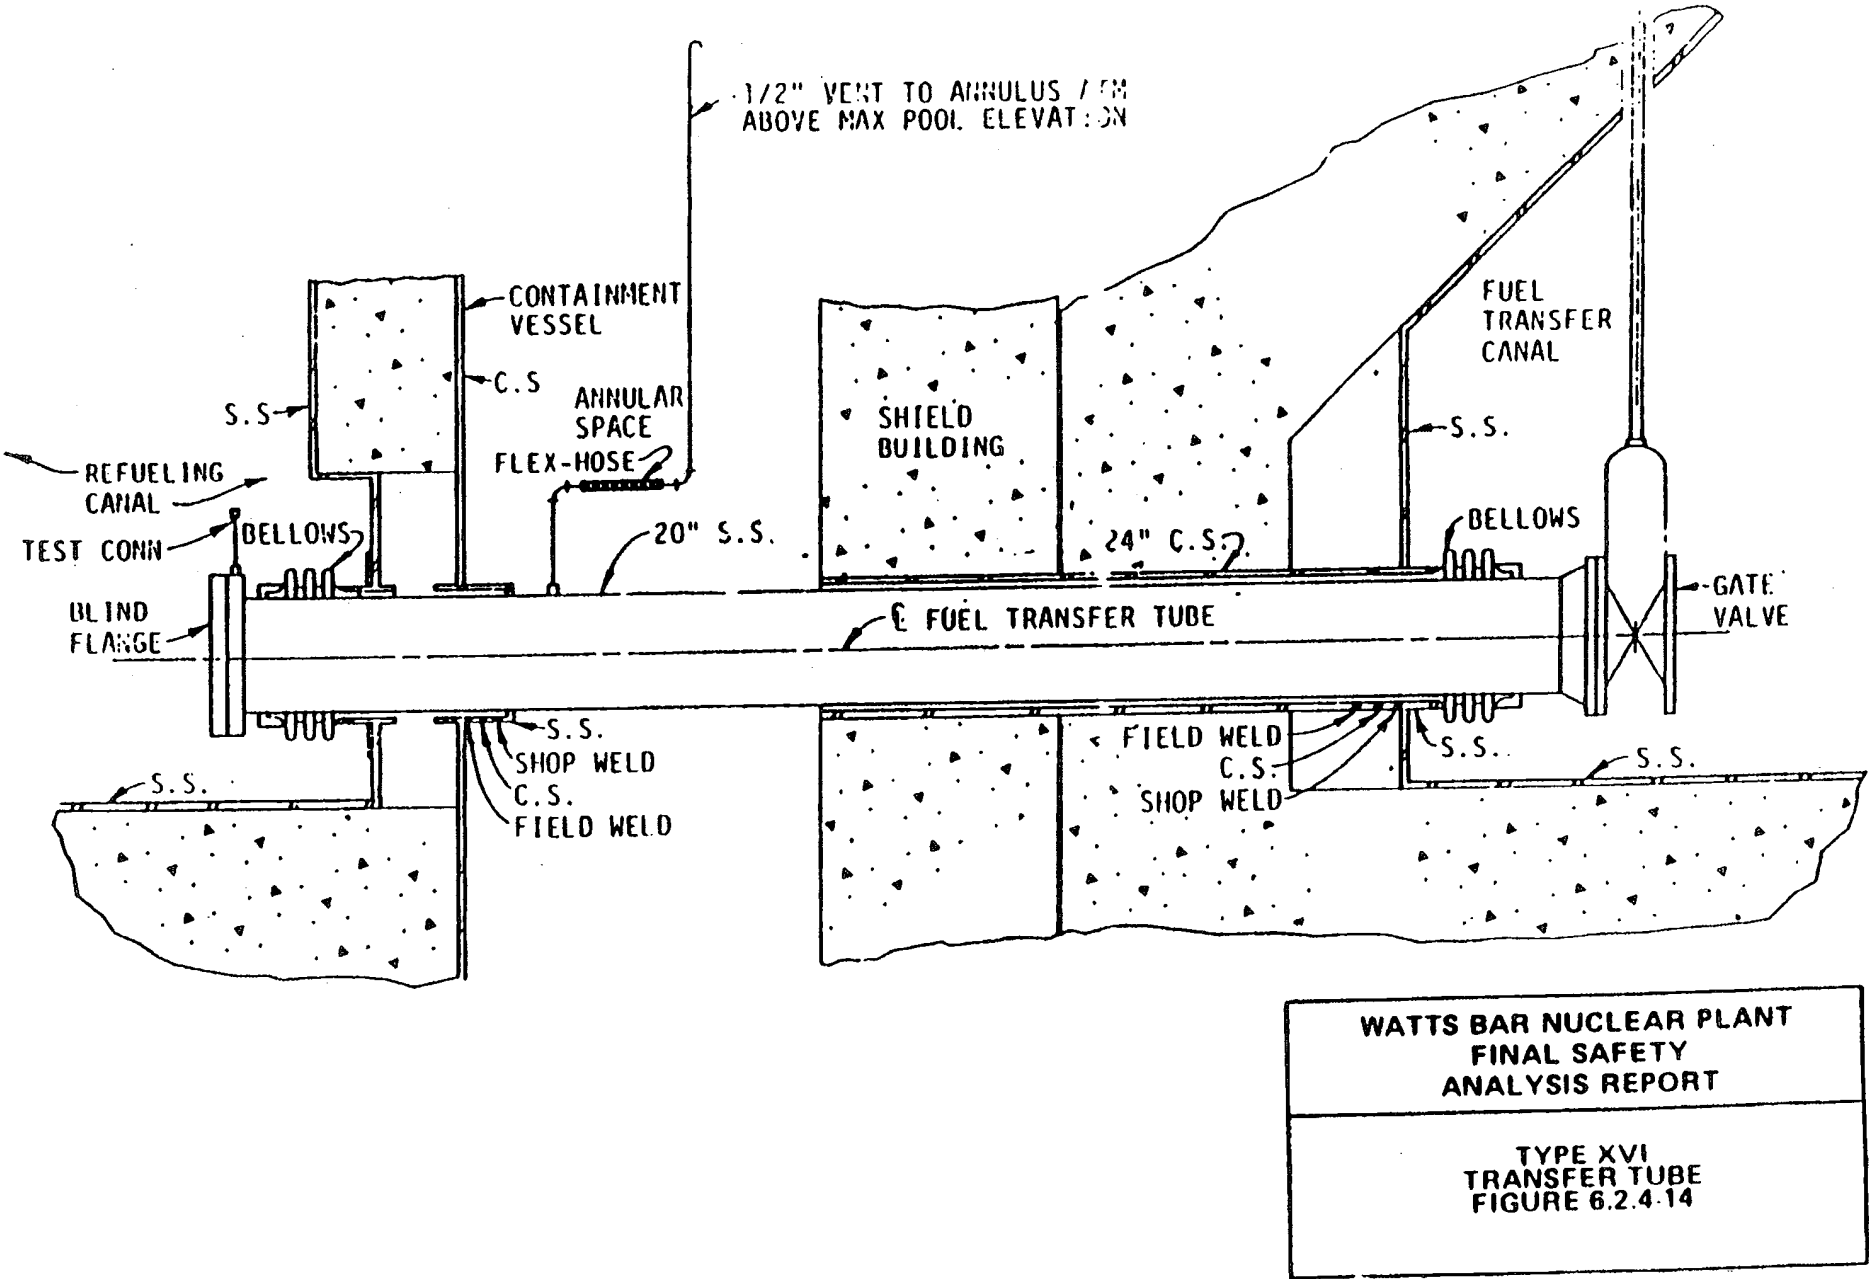 1/2" VENT TO ANNULUS
ABOVE MAX POOL ELEVATION
CONTAINMENT
VESSEL
C.S
S.S
ANNULAR
SPACE
FLEX-HOSE
SHIELD
BUILDING
FUEL
TRANSFER
CANAL
S.S.
REFUELING
CANAL
TEST CONN
BELLOWS
20" S.S.
24" C.S.
BELLOWS
BLIND
FLANGE
℄ FUEL TRANSFER TUBE
GATE
VALVE
S.S.
SHOP WELD
C.S.
FIELD WELD
S.S.
FIELD WELD
C.S.
SHOP WELD
S.S.
S.S.
WATTS BAR NUCLEAR PLANT
FINAL SAFETY
ANALYSIS REPORT
TYPE XVI
TRANSFER TUBE
FIGURE 6.2.4-14